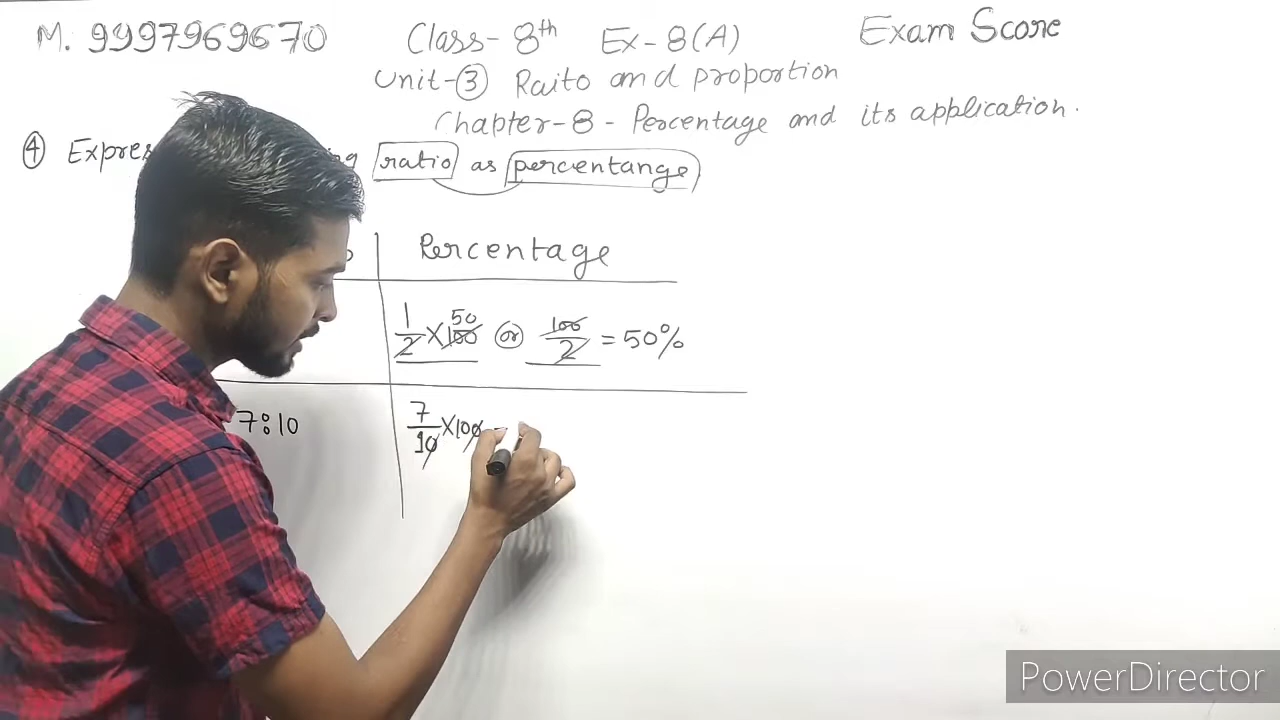 M. 9997969670 Class- 8th Ex- 8(A) Exam Score
Unit-③ Raito and proportion
Chapter-8 - Percentage and its application.
④ ratio as percentange
Percentage
1/2 × 100 50 or 100/2 = 50%
7:10 7/10 × 100 =
PowerDirector